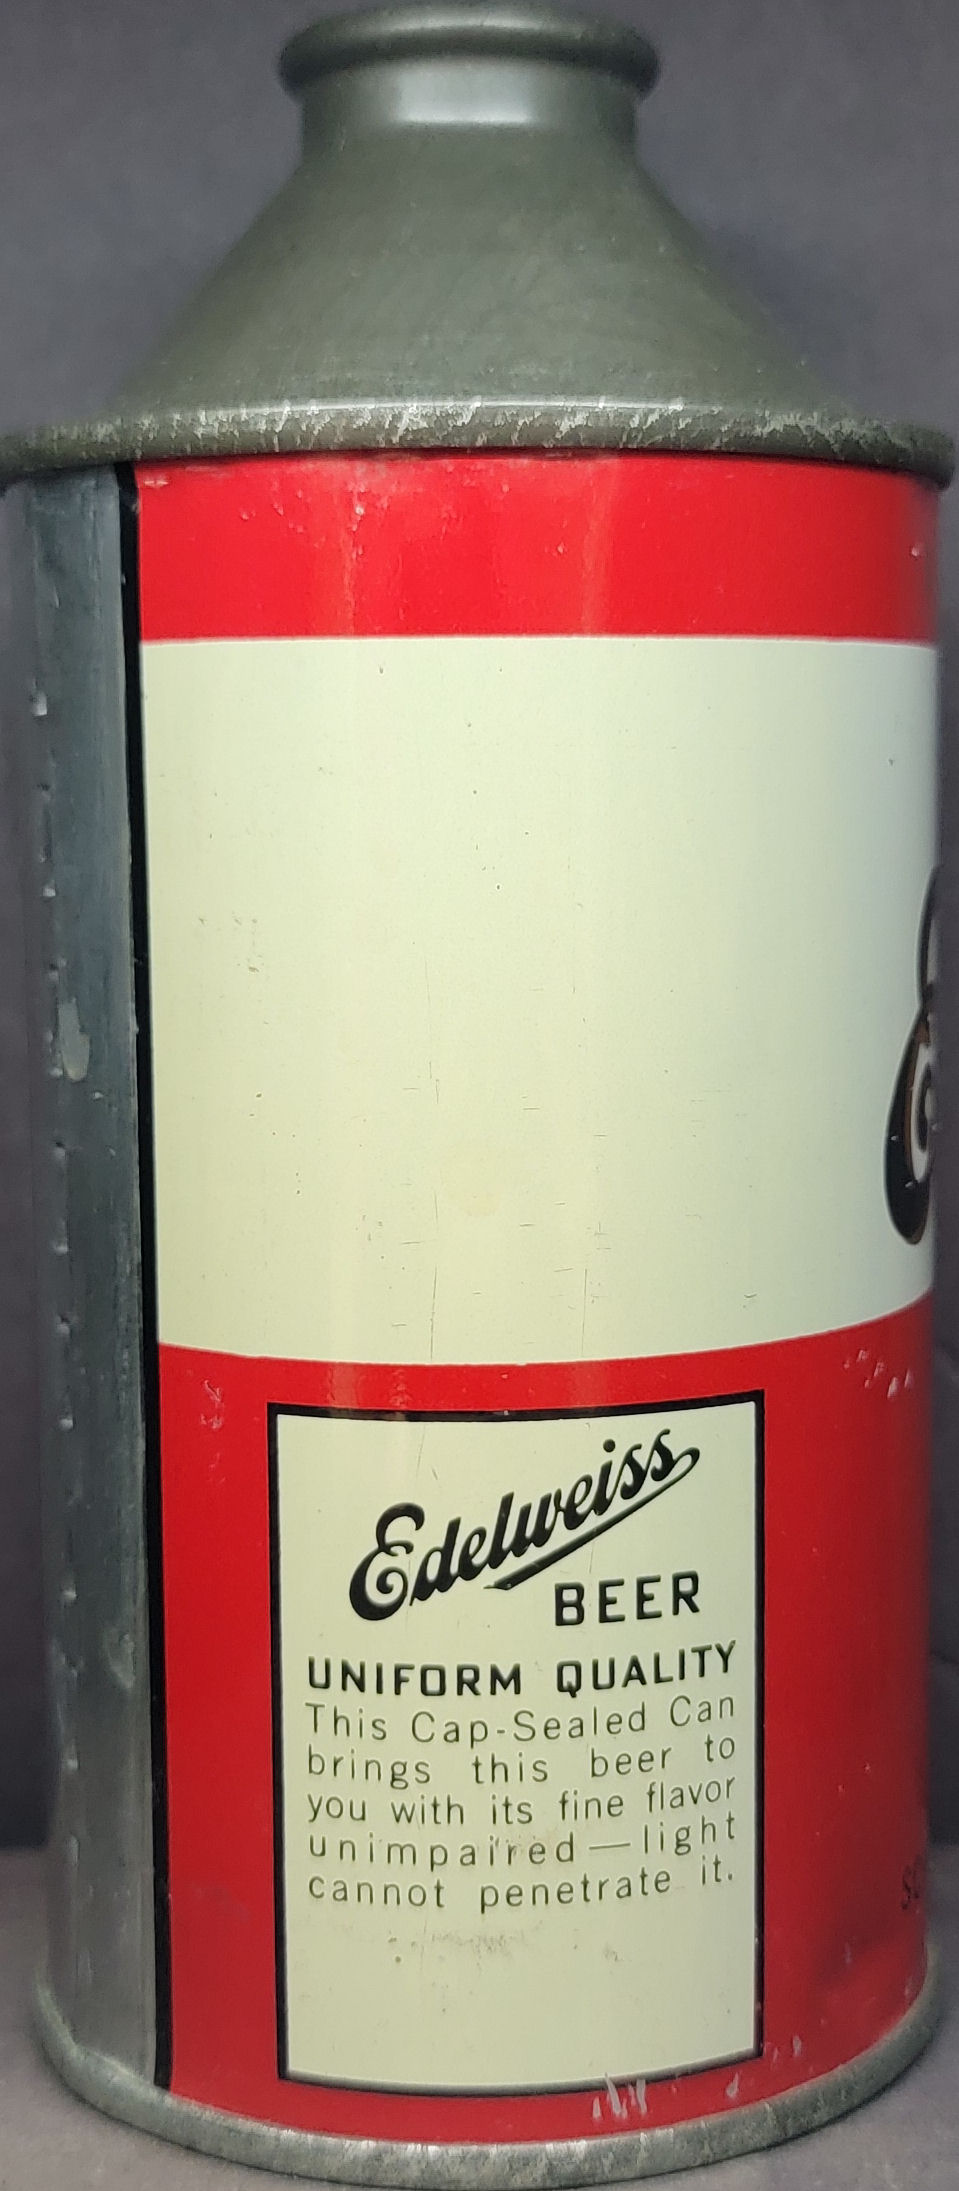 Edelweiss
BEER
UNIFORM QUALITY
This Cap-Sealed Can
brings this beer to
you with its fine flavor
unimpaired—light
cannot penetrate it.